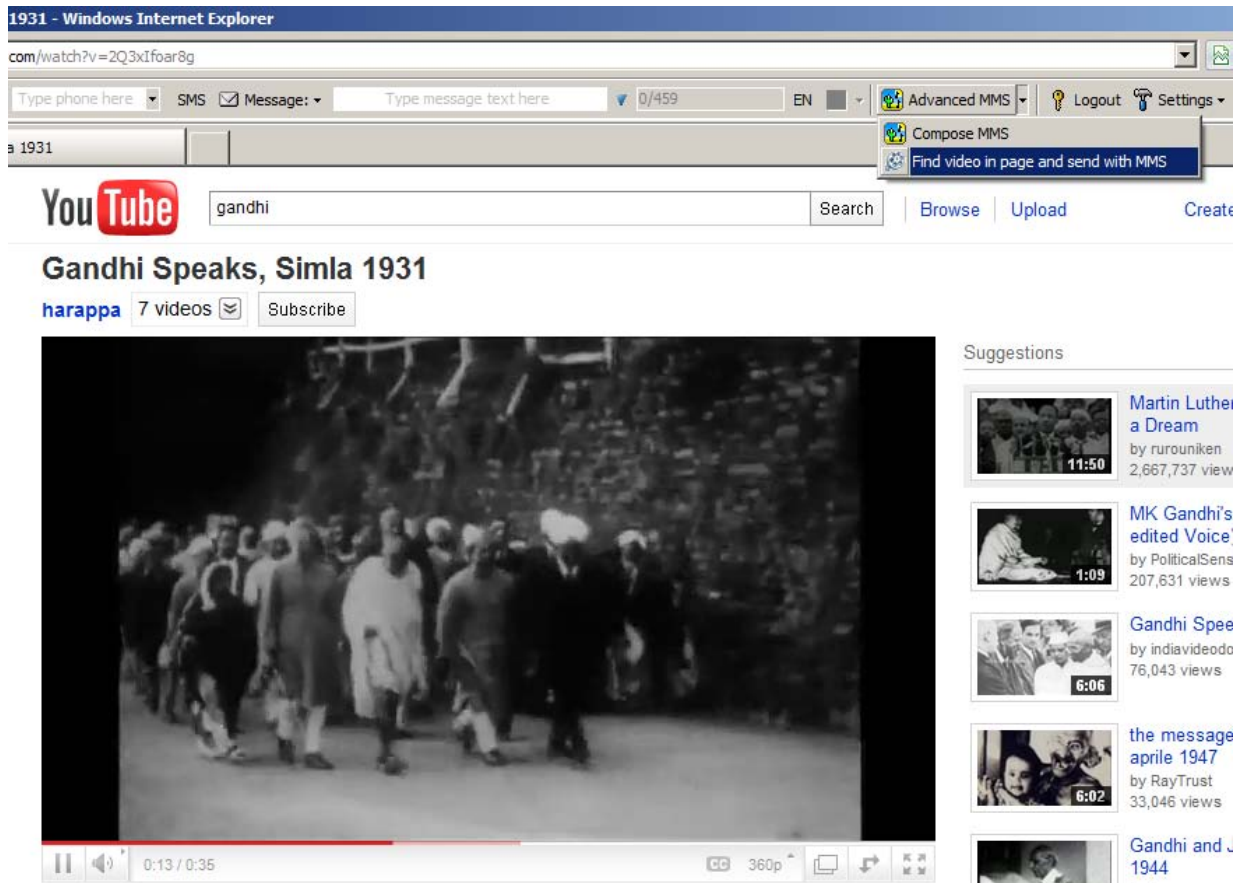 1931 - Windows Internet Explorer
com/watch?v=2Q3xIfoar8g
Type phone here SMS Message: Type message text here 0/459 EN Advanced MMS Logout Settings
Compose MMS
a 1931
Find video in page and send with MMS
YouTube gandhi Search Browse Upload Create
Gandhi Speaks, Simla 1931
harappa 7 videos Subscribe
Suggestions
Martin Luther
a Dream
by rurouniken
11:50
2,667,737 view
MK Gandhi's
edited Voice)
by PoliticalSens
1:09
207,631 views
Gandhi Spee
by indiavideodo
76,043 views
6:06
the message
aprile 1947
by RayTrust
6:02
33,046 views
Gandhi and J
1944
0:13 / 0:35 CC 360p